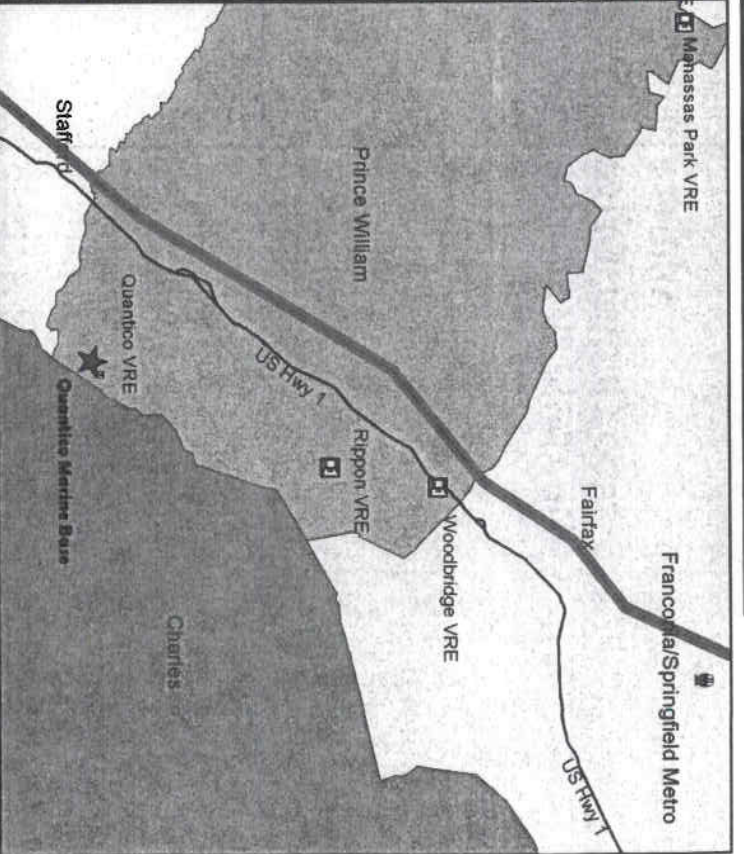 Manassas Park VRE
Franconia/Springfield Metro
Fairfax
US Hwy 1
Prince William
Woodbridge VRE
Rippon VRE
US Hwy 1
Quantico VRE
Stafford
Quantico Marine Base
Charles